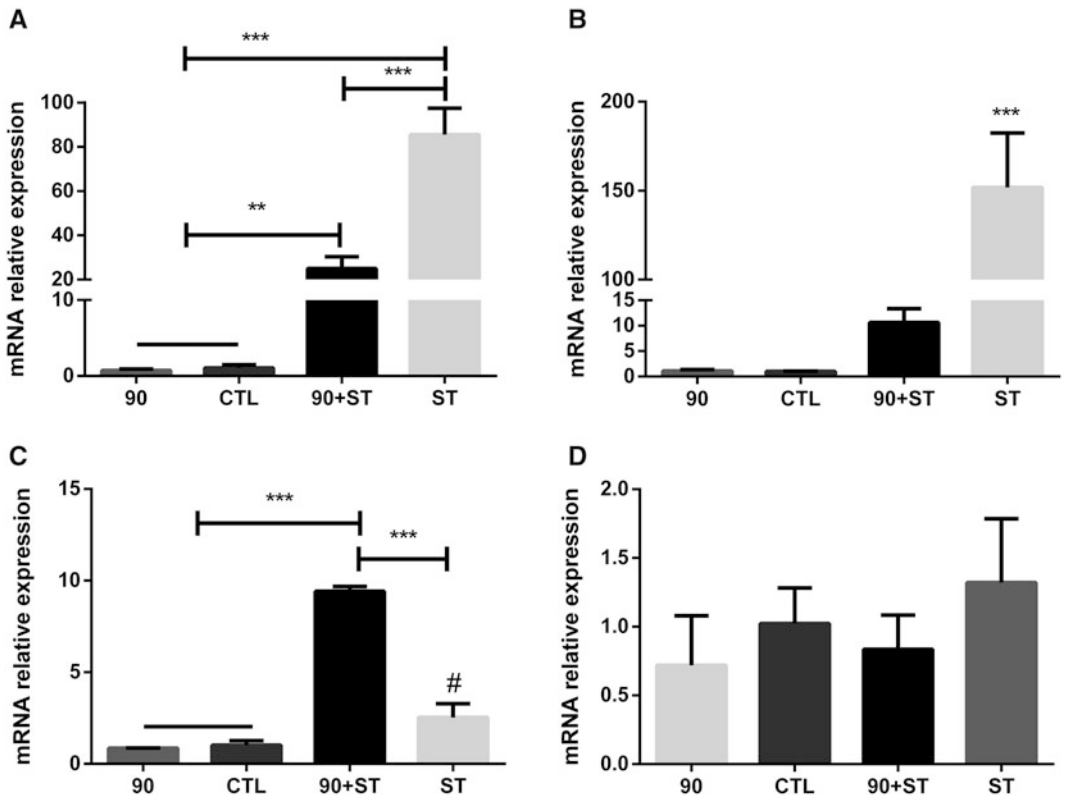 A
mRNA relative expression
***
***
**
100
80
60
40
20
10
0
90 CTL 90+ST ST
B
mRNA relative expression
***
200
150
100
15
10
5
0
90 CTL 90+ST ST
C
mRNA relative expression
***
***
#
15
10
5
0
90 CTL 90+ST ST
D
mRNA relative expression
2.0
1.5
1.0
0.5
0.0
90 CTL 90+ST ST